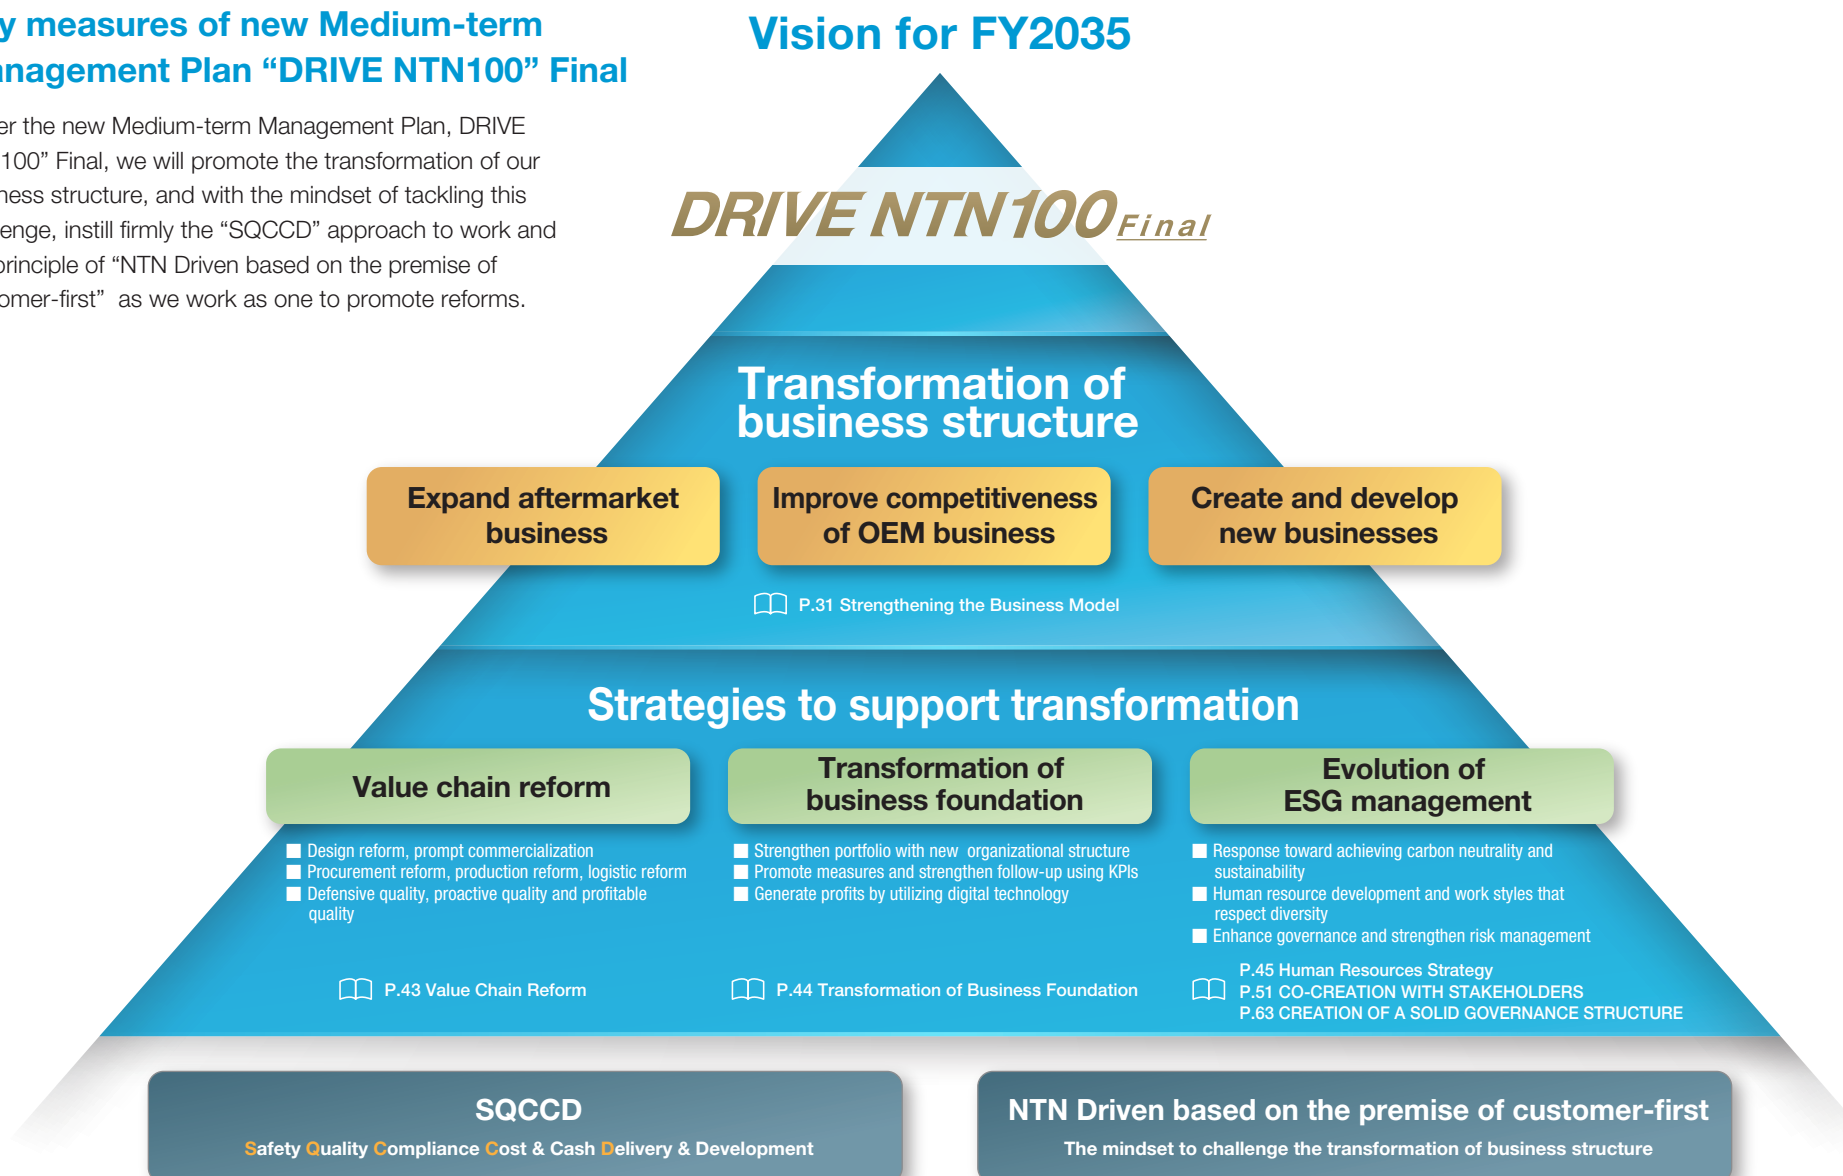 y measures of new Medium-term
nagement Plan “DRIVE NTN100” Final
er the new Medium-term Management Plan, DRIVE
100” Final, we will promote the transformation of our
ness structure, and with the mindset of tackling this
enge, instill firmly the “SQCCD” approach to work and
principle of “NTN Driven based on the premise of
omer-first” as we work as one to promote reforms.
Vision for FY2035
DRIVE NTN100 Final
Transformation of
business structure
Expand aftermarket
business
Improve competitiveness
of OEM business
Create and develop
new businesses
P.31 Strengthening the Business Model
Strategies to support transformation
Value chain reform
■ Design reform, prompt commercialization
■ Procurement reform, production reform, logistic reform
■ Defensive quality, proactive quality and profitable
quality
P.43 Value Chain Reform
Transformation of
business foundation
■ Strengthen portfolio with new organizational structure
■ Promote measures and strengthen follow-up using KPIs
■ Generate profits by utilizing digital technology
P.44 Transformation of Business Foundation
Evolution of
ESG management
■ Response toward achieving carbon neutrality and
sustainability
■ Human resource development and work styles that
respect diversity
■ Enhance governance and strengthen risk management
P.45 Human Resources Strategy
P.51 CO-CREATION WITH STAKEHOLDERS
P.63 CREATION OF A SOLID GOVERNANCE STRUCTURE
SQCCD
Safety Quality Compliance Cost & Cash Delivery & Development
NTN Driven based on the premise of customer-first
The mindset to challenge the transformation of business structure